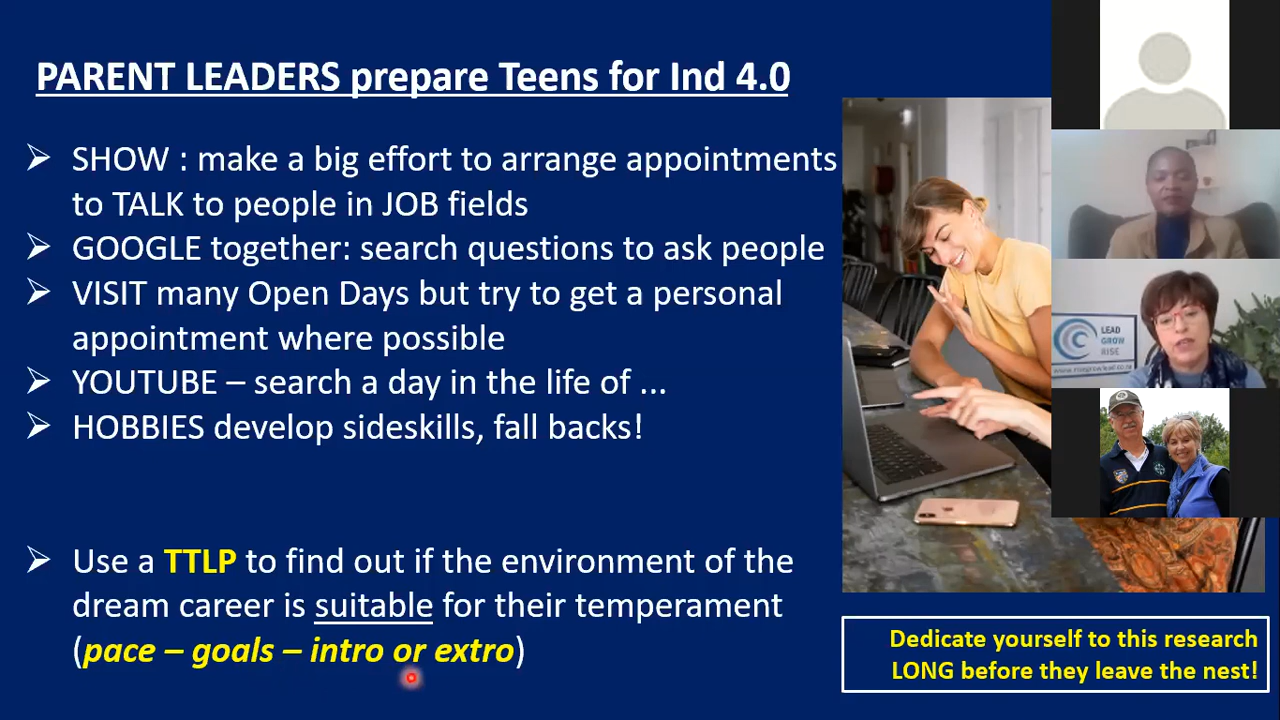 PARENT LEADERS prepare Teens for Ind 4.0
SHOW : make a big effort to arrange appointments
to TALK to people in JOB fields
GOOGLE together: search questions to ask people
VISIT many Open Days but try to get a personal
appointment where possible
YOUTUBE – search a day in the life of ...
HOBBIES develop sideskills, fall backs!
Use a TTLP to find out if the environment of the
dream career is suitable for their temperament
(pace – goals – intro or extro)
LEAD
GROW
RISE
Dedicate yourself to this research
LONG before they leave the nest!